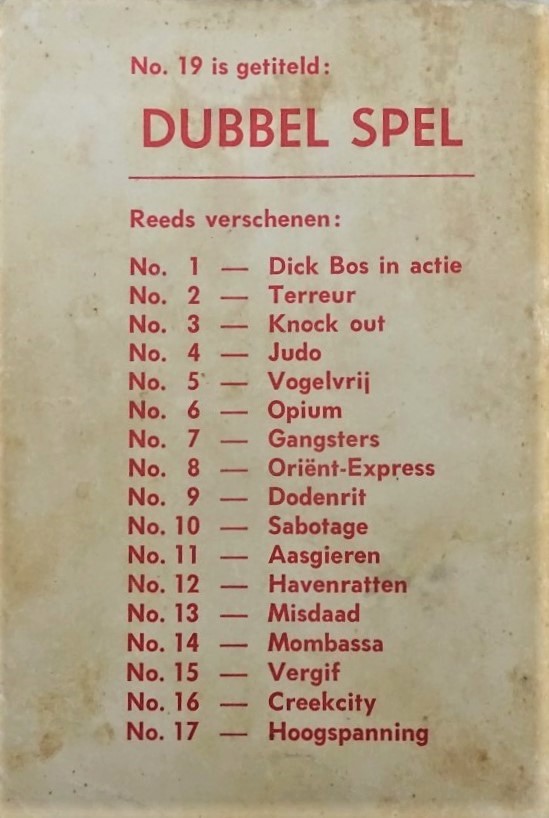 No. 19 is getiteld:
DUBBEL SPEL
Reeds verschenen:
No. 1 — Dick Bos in actie
No. 2 — Terreur
No. 3 — Knock out
No. 4 — Judo
No. 5 — Vogelvrij
No. 6 — Opium
No. 7 — Gangsters
No. 8 — Oriënt-Express
No. 9 — Dodenrit
No. 10 — Sabotage
No. 11 — Aasgieren
No. 12 — Havenratten
No. 13 — Misdaad
No. 14 — Mombassa
No. 15 — Vergif
No. 16 — Creekcity
No. 17 — Hoogspanning